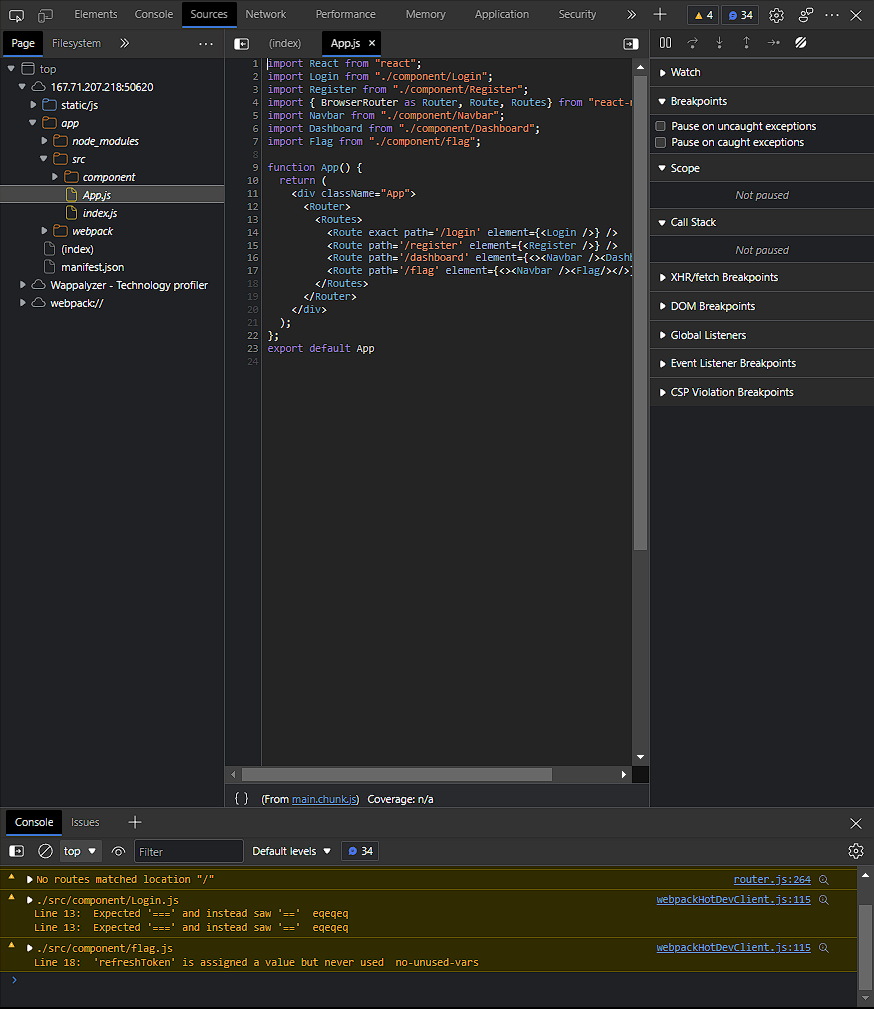 Elements Console Sources Network Performance Memory Application Security 4 34
Page Filesystem (index) App.js
top
167.71.207.218:50620
static/js
app
node_modules
src
component
App.js
index.js
webpack
(index)
manifest.json
Wappalyzer - Technology profiler
webpack://
1 import React from "react";
2 import Login from "./component/Login";
3 import Register from "./component/Register";
4 import { BrowserRouter as Router, Route, Routes} from "react-r
5 import Navbar from "./component/Navbar";
6 import Dashboard from "./component/Dashboard";
7 import Flag from "./component/flag";
8
9 function App() {
10 return (
11 <div className="App">
12 <Router>
13 <Routes>
14 <Route exact path='/login' element={<Login />} />
15 <Route path='/register' element={<Register />} />
16 <Route path='/dashboard' element={<><Navbar /><Dashb
17 <Route path='/flag' element={<><Navbar /><Flag/></>}
18 </Routes>
19 </Router>
20 </div>
21 );
22 };
23 export default App
24
{ } (From main.chunk.js) Coverage: n/a
Watch
Breakpoints
Pause on uncaught exceptions
Pause on caught exceptions
Scope
Not paused
Call Stack
Not paused
XHR/fetch Breakpoints
DOM Breakpoints
Global Listeners
Event Listener Breakpoints
CSP Violation Breakpoints
Console Issues
top Filter Default levels 34
No routes matched location "/" router.js:264
./src/component/Login.js webpackHotDevClient.js:115
Line 13: Expected '===' and instead saw '==' eqeqeq
Line 13: Expected '===' and instead saw '==' eqeqeq
./src/component/flag.js webpackHotDevClient.js:115
Line 18: 'refreshToken' is assigned a value but never used no-unused-vars